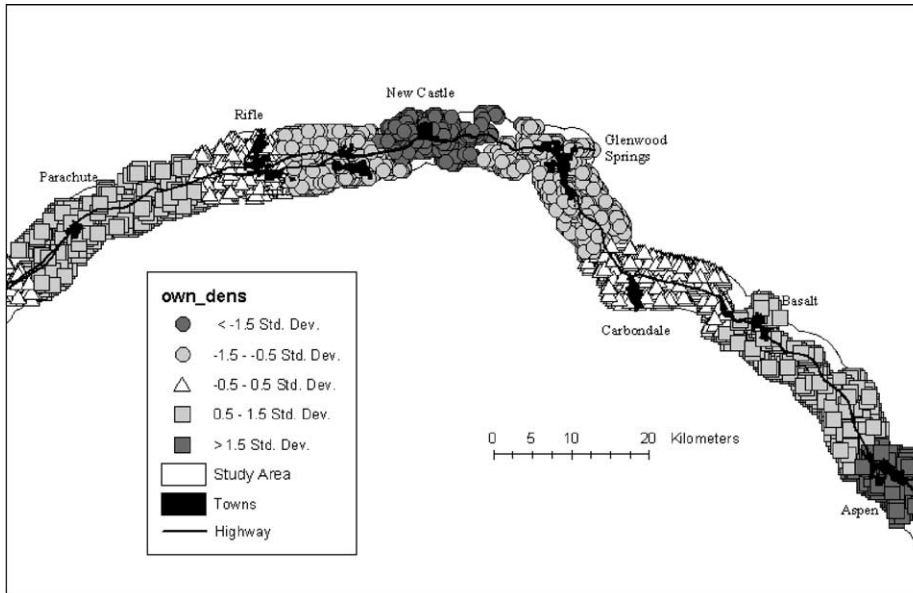 New Castle
Rifle
Glenwood
Springs
Parachute
own_dens
< -1.5 Std. Dev.
-1.5 - -0.5 Std. Dev.
-0.5 - 0.5 Std. Dev.
0.5 - 1.5 Std. Dev.
> 1.5 Std. Dev.
Study Area
Towns
Highway
Basalt
Carbondale
0 5 10 20 Kilometers
Aspen